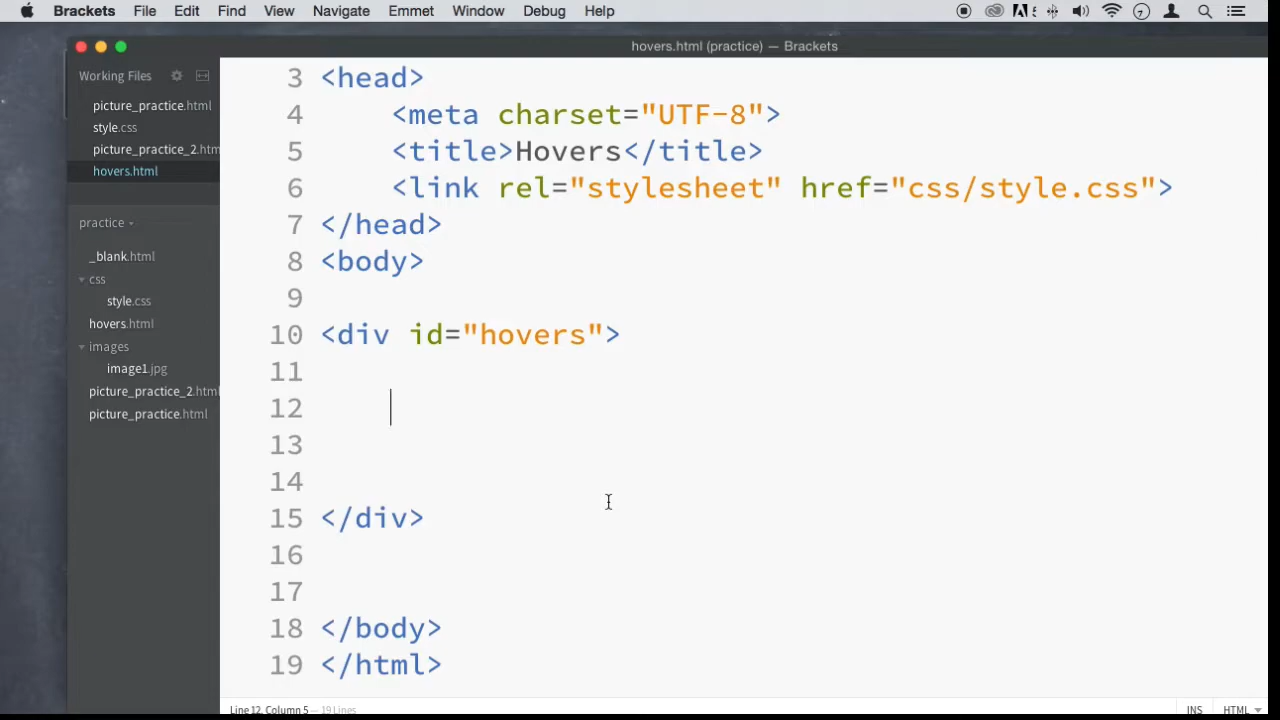 Brackets File Edit Find View Navigate Emmet Window Debug Help
hovers.html (practice) — Brackets
Working Files
picture_practice.html
style.css
picture_practice_2.htm
hovers.html
practice
_blank.html
css
style.css
hovers.html
images
image1.jpg
picture_practice_2.html
picture_practice.html
3 <head>
4 <meta charset="UTF-8">
5 <title>Hovers</title>
6 <link rel="stylesheet" href="css/style.css">
7 </head>
8 <body>
9
10 <div id="hovers">
11
12
13
14
15 </div>
16
17
18 </body>
19 </html>
Line 12, Column 5 — 19 Lines
INS HTML